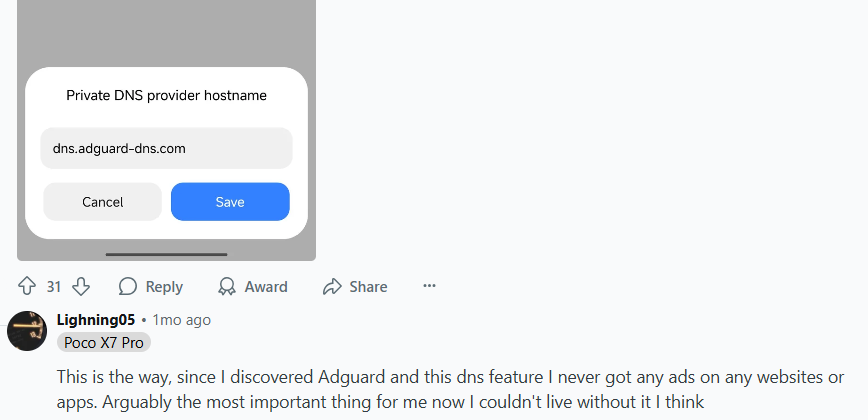 Private DNS provider hostname
dns.adguard-dns.com
Cancel Save
31 Reply Award Share ···
Lighning05 • 1mo ago
Poco X7 Pro
This is the way, since I discovered Adguard and this dns feature I never got any ads on any websites or
apps. Arguably the most important thing for me now I couldn't live without it I think